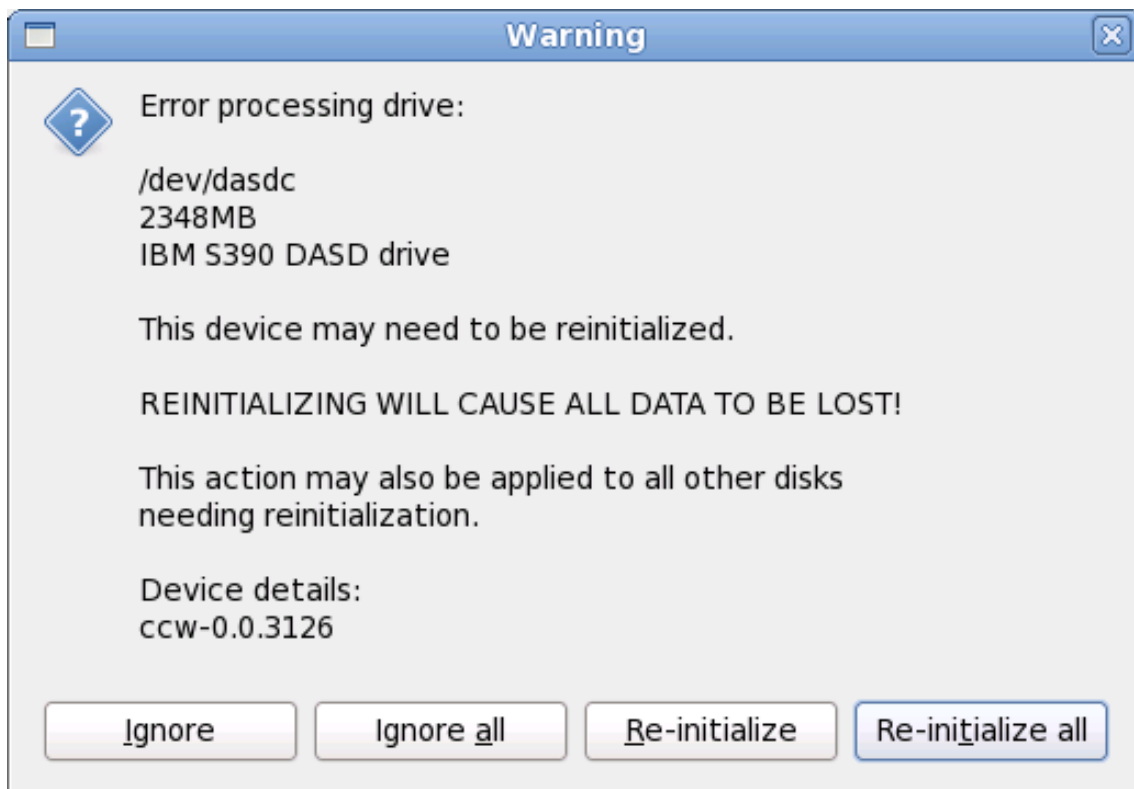 Warning
Error processing drive:
/dev/dasdc
2348MB
IBM S390 DASD drive
This device may need to be reinitialized.
REINITIALIZING WILL CAUSE ALL DATA TO BE LOST!
This action may also be applied to all other disks
needing reinitialization.
Device details:
ccw-0.0.3126
Ignore
Ignore all
Re-initialize
Re-initialize all